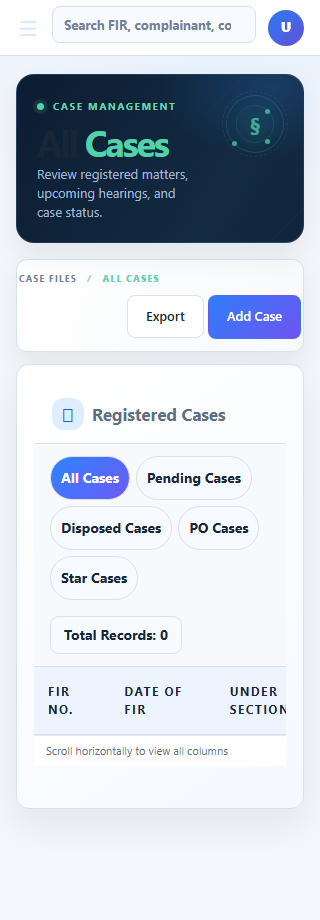 Search FIR, complainant, co
U
CASE MANAGEMENT
§
All Cases
Review registered matters,
upcoming hearings, and
case status.
CASE FILES / ALL CASES
Export
Add Case
Registered Cases
All Cases
Pending Cases
Disposed Cases
PO Cases
Star Cases
Total Records: 0
FIR NO.
DATE OF FIR
UNDER SECTION
Scroll horizontally to view all columns